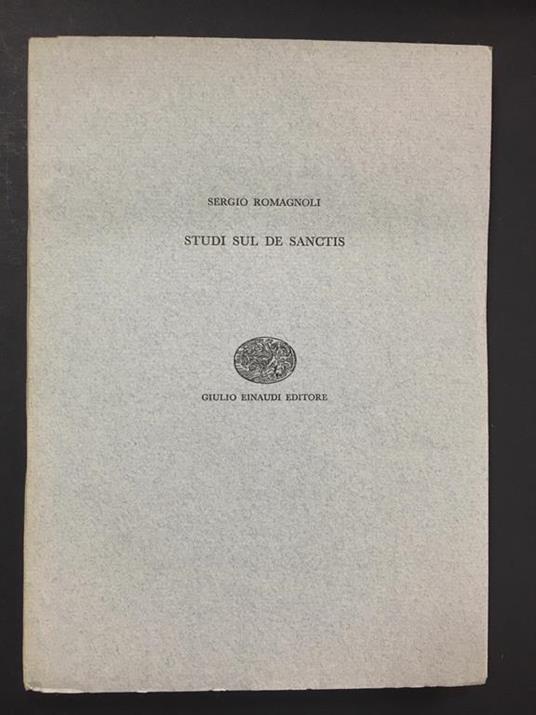 SERGIO ROMAGNOLI
STUDI SUL DE SANCTIS
GIULIO EINAUDI EDITORE